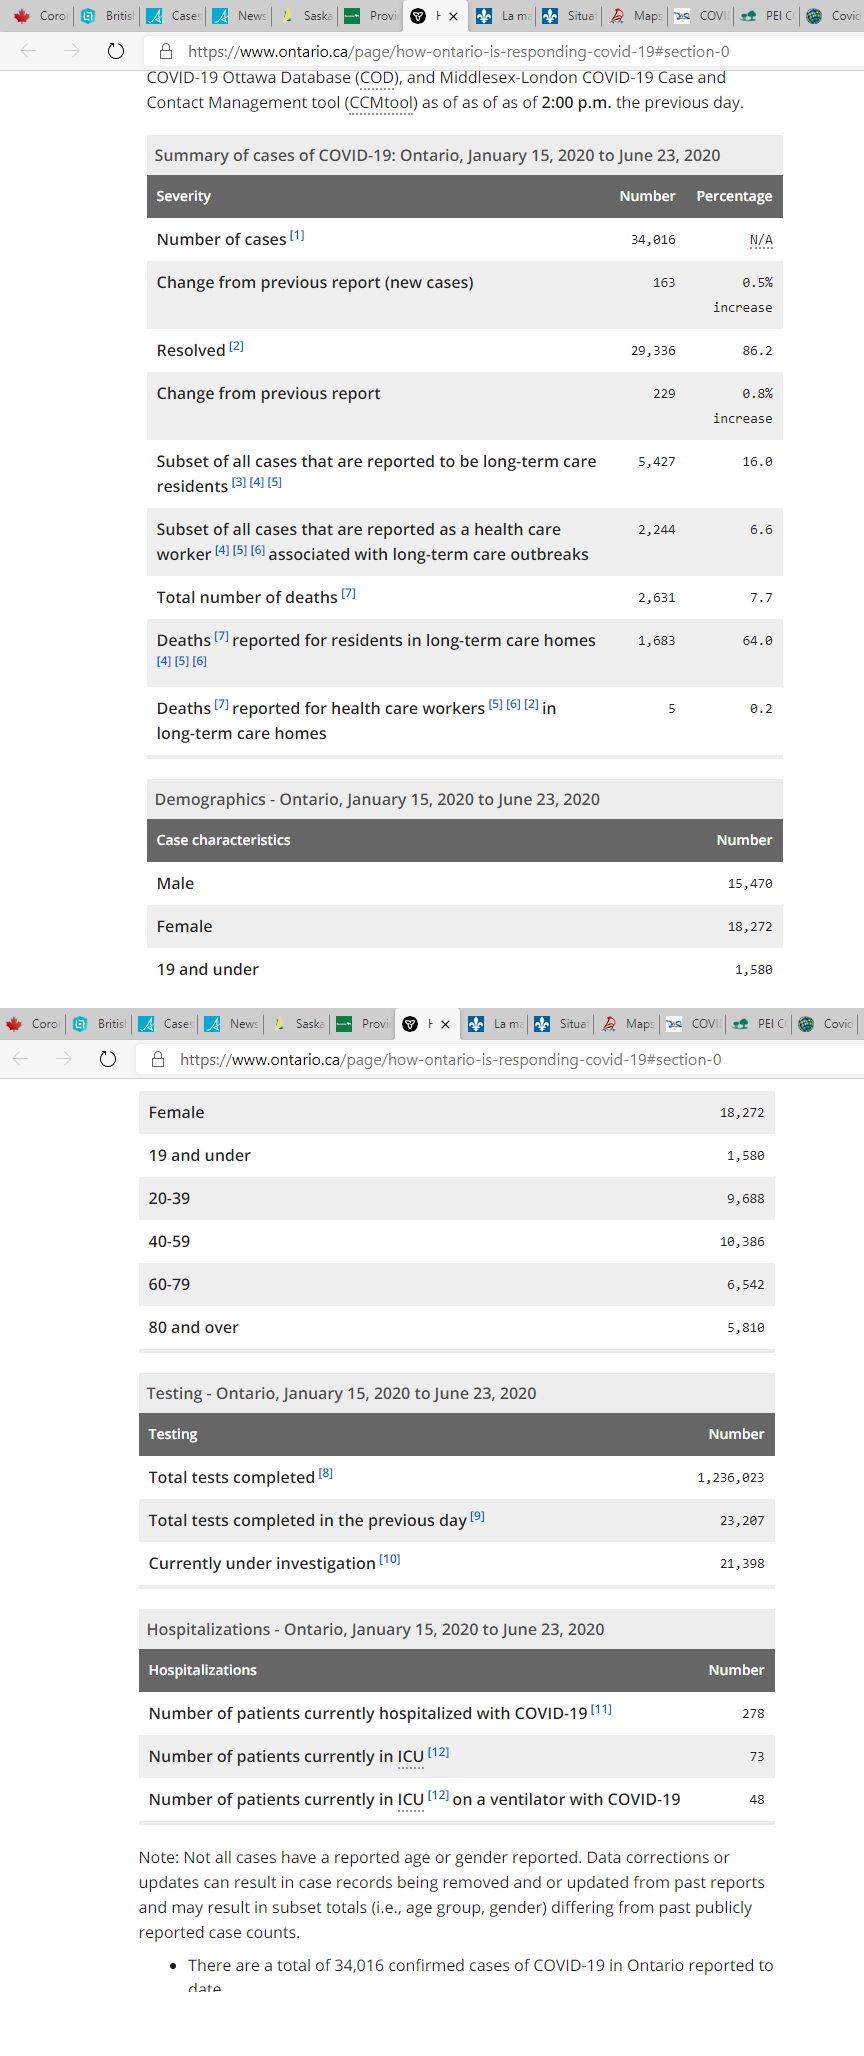 Coror Britisl Case: News Saska Provi H La ma Situat Maps COVI PEI C Covid
https://www.ontario.ca/page/how-ontario-is-responding-covid-19#section-0
COVID-19 Ottawa Database (COD), and Middlesex-London COVID-19 Case and
Contact Management tool (CCMtool) as of as of as of 2:00 p.m. the previous day.
Summary of cases of COVID-19: Ontario, January 15, 2020 to June 23, 2020
Severity Number Percentage
Number of cases [1] 34,016 N/A
Change from previous report (new cases) 163 0.5%
increase
Resolved [2] 29,336 86.2
Change from previous report 229 0.8%
increase
Subset of all cases that are reported to be long-term care 5,427 16.0
residents [3] [4] [5]
Subset of all cases that are reported as a health care 2,244 6.6
worker [4] [5] [6] associated with long-term care outbreaks
Total number of deaths [7] 2,631 7.7
Deaths [7] reported for residents in long-term care homes 1,683 64.0
[4] [5] [6]
Deaths [7] reported for health care workers [5] [6] [2] in 5 0.2
long-term care homes
Demographics - Ontario, January 15, 2020 to June 23, 2020
Case characteristics Number
Male 15,470
Female 18,272
19 and under 1,580
Coror Britisl Case: News Saska Provi La ma Situat Maps COVI PEI C Covid
https://www.ontario.ca/page/how-ontario-is-responding-covid-19#section-0
Female 18,272
19 and under 1,580
20-39 9,688
40-59 10,386
60-79 6,542
80 and over 5,810
Testing - Ontario, January 15, 2020 to June 23, 2020
Testing Number
Total tests completed [8] 1,236,023
Total tests completed in the previous day [9] 23,207
Currently under investigation [10] 21,398
Hospitalizations - Ontario, January 15, 2020 to June 23, 2020
Hospitalizations Number
Number of patients currently hospitalized with COVID-19 [11] 278
Number of patients currently in ICU [12] 73
Number of patients currently in ICU [12] on a ventilator with COVID-19 48
Note: Not all cases have a reported age or gender reported. Data corrections or
updates can result in case records being removed and or updated from past reports
and may result in subset totals (i.e., age group, gender) differing from past publicly
reported case counts.
• There are a total of 34,016 confirmed cases of COVID-19 in Ontario reported to
date